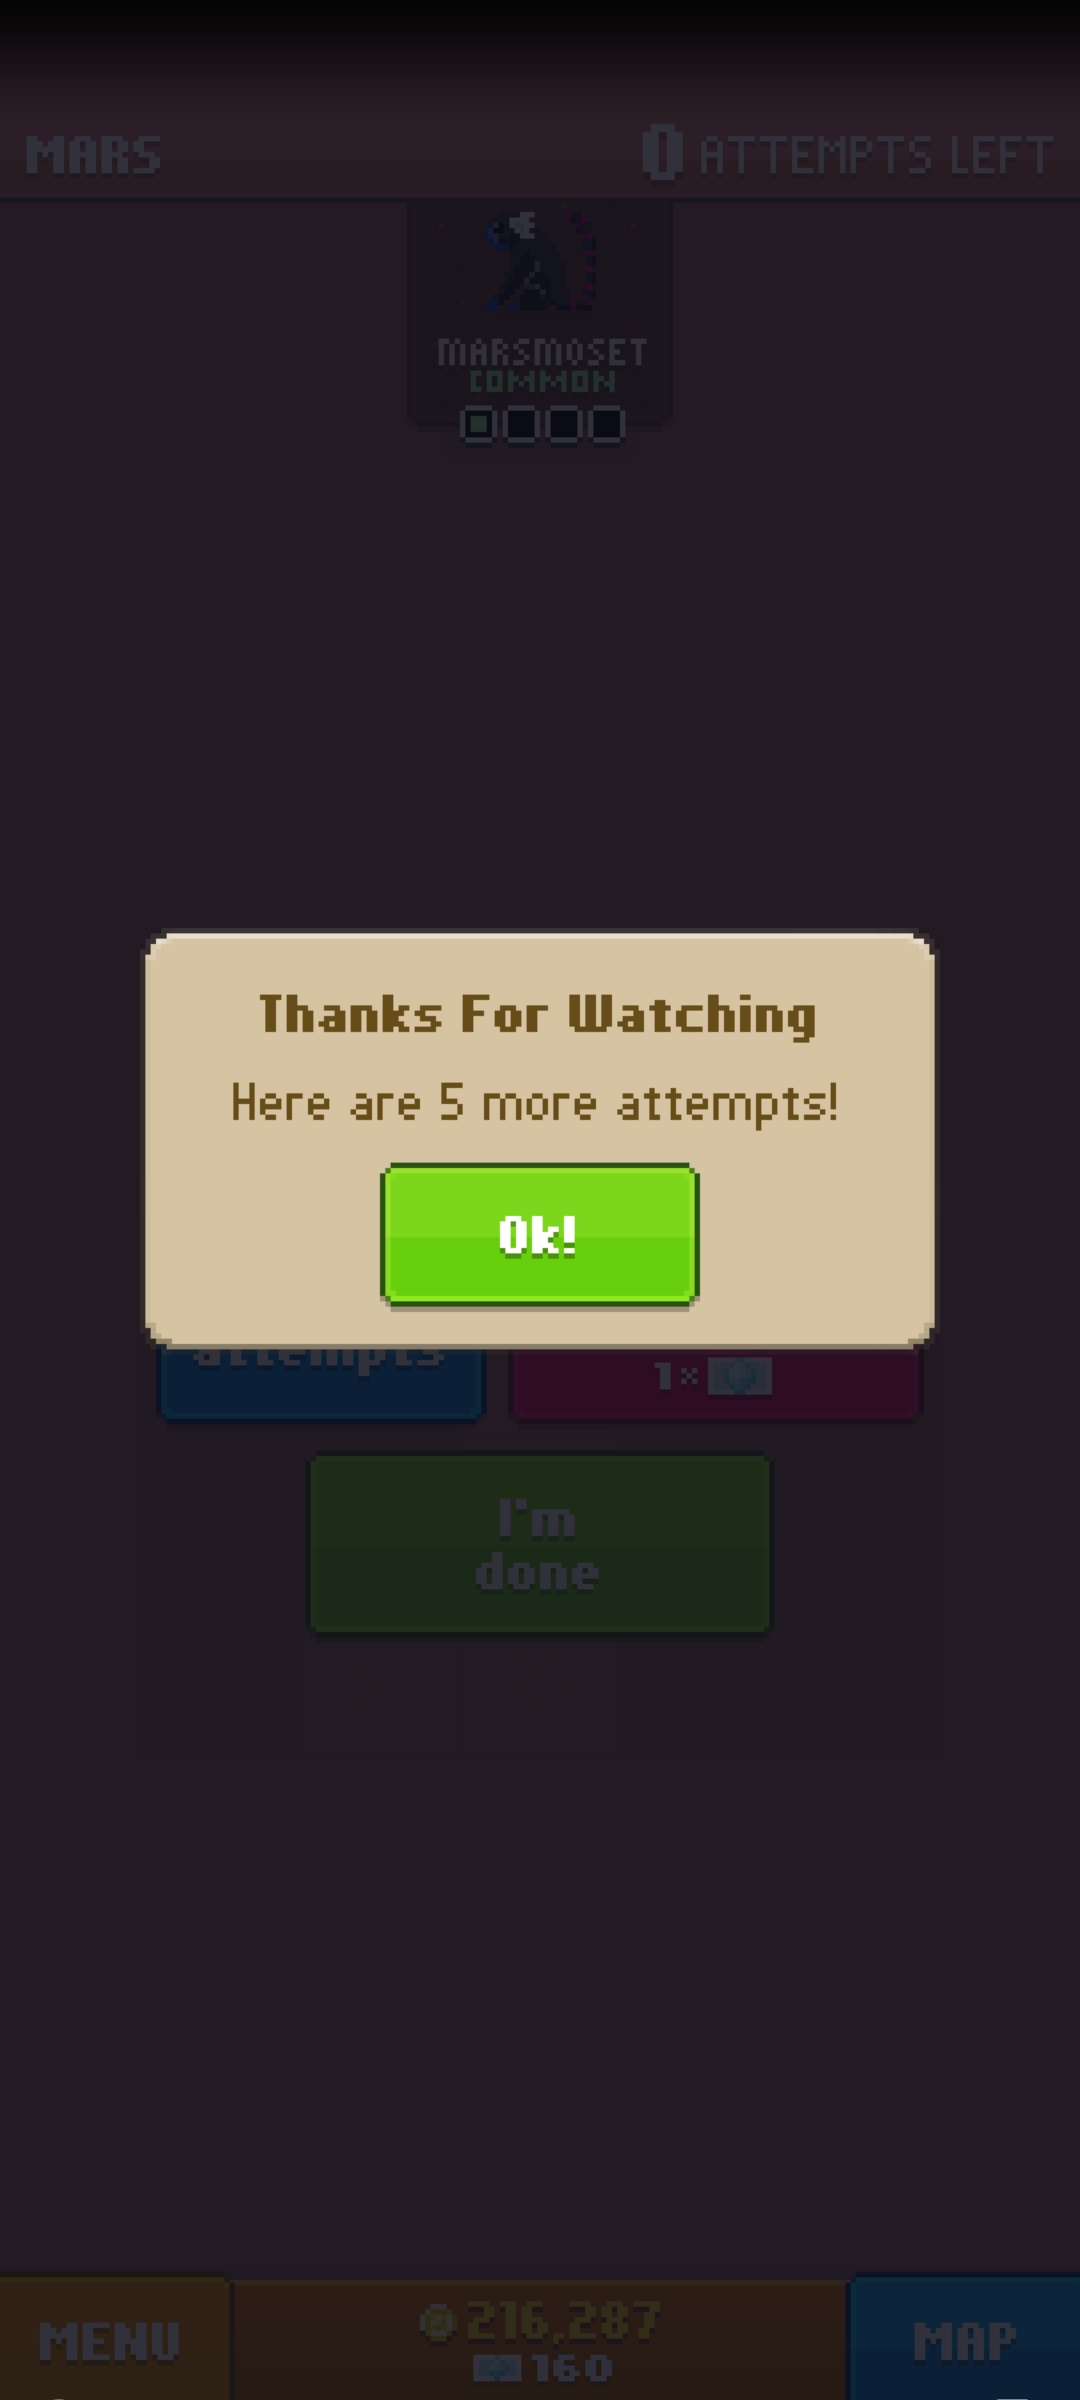 MARS
0 ATTEMPTS LEFT
MARSMOSET
COMMON
Thanks For Watching
Here are 5 more attempts!
Ok!
attempts
1×
I'm
done
MENU
216,287
160
MAP